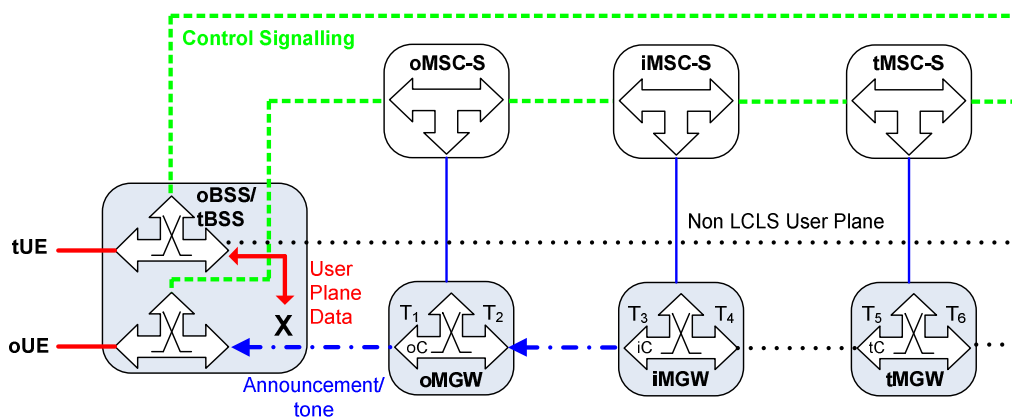 Control Signalling
oMSC-S
iMSC-S
tMSC-S
oBSS/
tBSS
Non LCLS User Plane
tUE
User
Plane
Data
X
oUE
T1
T2
oC
oMGW
T3
T4
iC
iMGW
T5
T6
tC
tMGW
Announcement/
tone